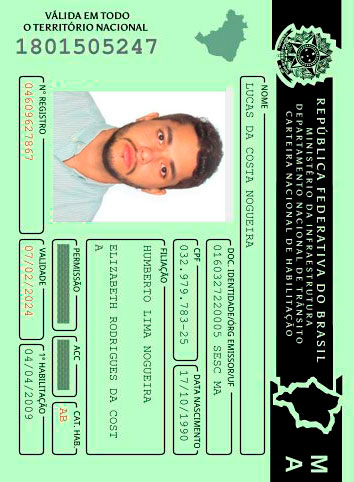 REPÚBLICA FEDERATIVA DO BRASIL
MINISTÉRIO DA INFRAESTRUTURA
DEPARTAMENTO NACIONAL DE TRÂNSITO
CARTEIRA NACIONAL DE HABILITAÇÃO
MA
VÁLIDA EM TODO
O TERRITÓRIO NACIONAL
1801505247
NOME
LUCAS DA COSTA NOGUEIRA
DOC. IDENTIDADE/ÓRG EMISSOR/UF
0160327220005 SESC MA
CPF
032.979.783-25
DATA NASCIMENTO
17/10/1990
FILIAÇÃO
HUMBERTO LIMA NOGUEIRA
ELIZABETH RODRIGUES DA COST
A
PERMISSÃO
ACC
CAT. HAB.
AB
Nº REGISTRO
04609627867
VALIDADE
07/02/2024
1ª HABILITAÇÃO
04/04/2009